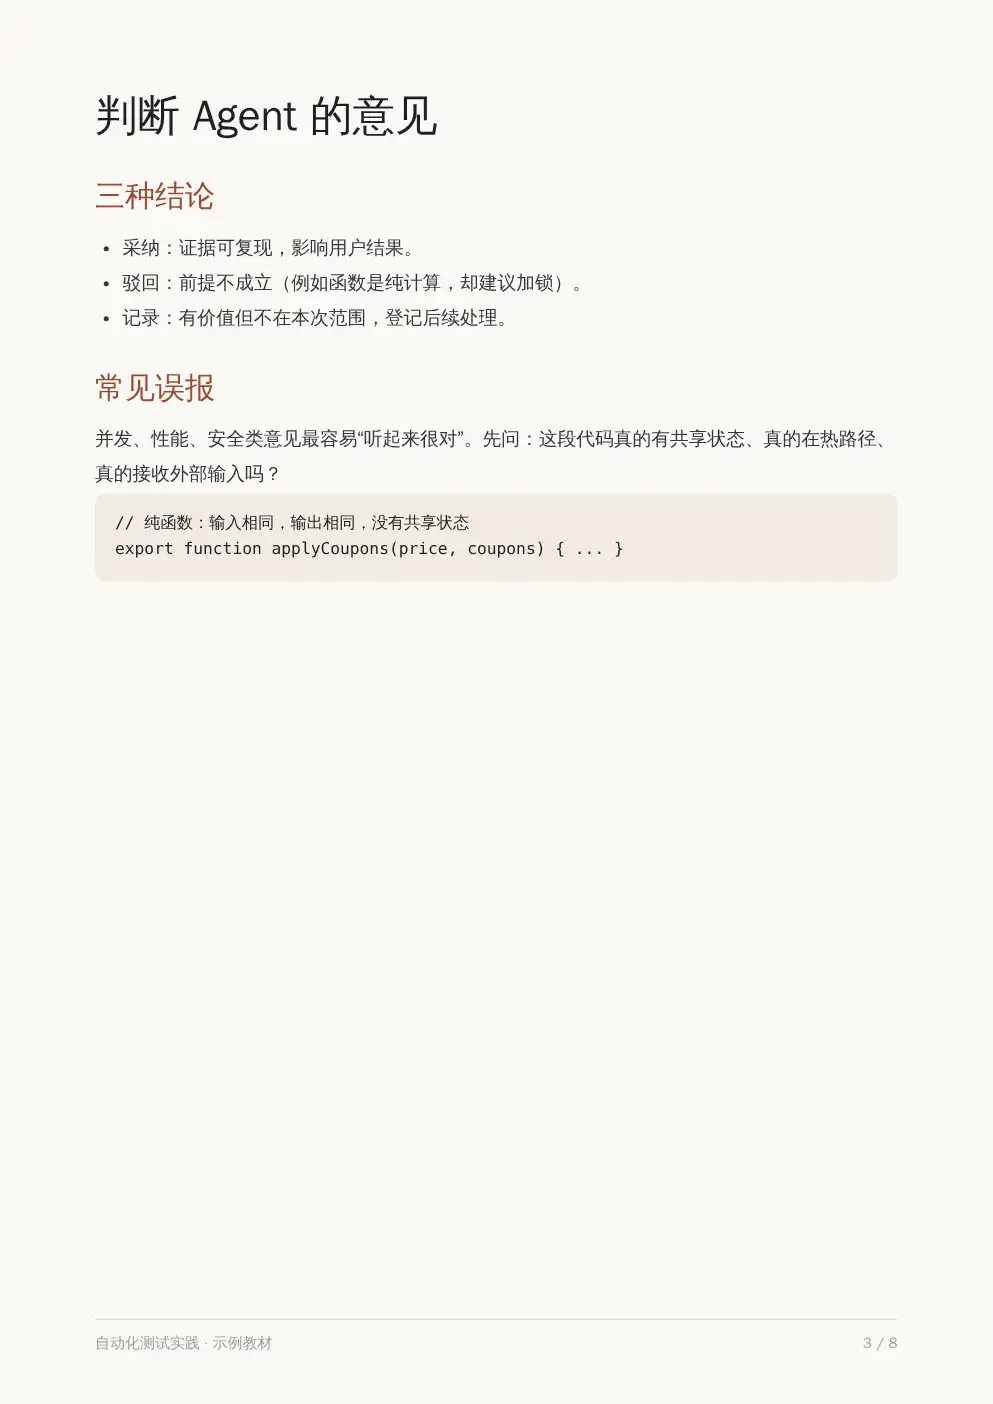 判断 Agent 的意见
三种结论
• 采纳：证据可复现，影响用户结果。
• 驳回：前提不成立（例如函数是纯计算，却建议加锁）。
• 记录：有价值但不在本次范围，登记后续处理。
常见误报
并发、性能、安全类意见最容易“听起来很对”。先问：这段代码真的有共享状态、真的在热路径、
真的接收外部输入吗？
// 纯函数：输入相同，输出相同，没有共享状态
export function applyCoupons(price, coupons) { ... }
自动化测试实践 · 示例教材
3 / 8